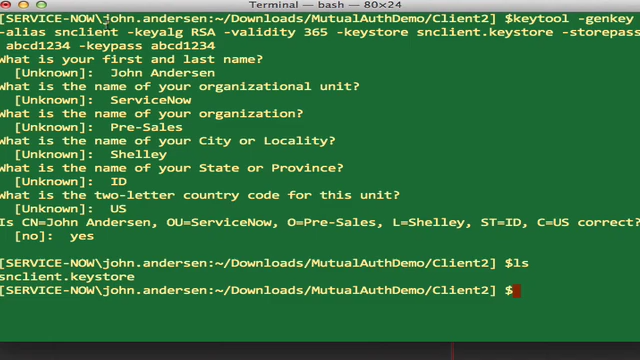 Terminal — bash — 80×24
[SERVICE-NOW\john.andersen:~/Downloads/MutualAuthDemo/Client2] $keytool -genkey
-alias snclient -keyalg RSA -validity 365 -keystore snclient.keystore -storepass
abcd1234 -keypass abcd1234
What is your first and last name?
[Unknown]: John Andersen
What is the name of your organizational unit?
[Unknown]: ServiceNow
What is the name of your organization?
[Unknown]: Pre-Sales
What is the name of your City or Locality?
[Unknown]: Shelley
What is the name of your State or Province?
[Unknown]: ID
What is the two-letter country code for this unit?
[Unknown]: US
Is CN=John Andersen, OU=ServiceNow, O=Pre-Sales, L=Shelley, ST=ID, C=US correct?
[no]: yes
[SERVICE-NOW\john.andersen:~/Downloads/MutualAuthDemo/Client2] $ls
snclient.keystore
[SERVICE-NOW\john.andersen:~/Downloads/MutualAuthDemo/Client2] $